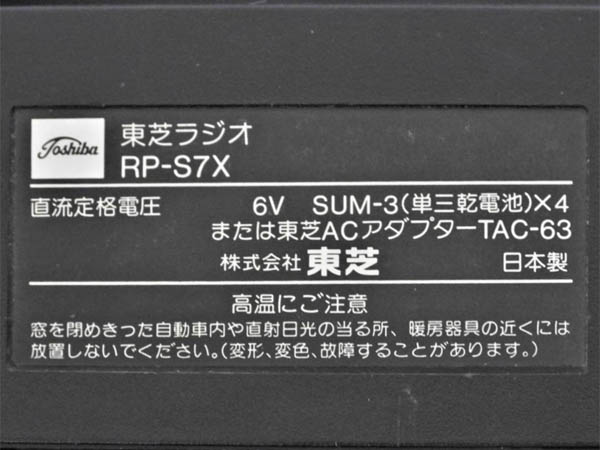 Toshiba
東芝ラジオ
RP-S7X
直流定格電圧 6V SUM-3(単三乾電池)×4
または東芝ACアダプターTAC-63
株式会社 東芝 日本製
高温にご注意
窓を閉めきった自動車内や直射日光の当る所、暖房器具の近くには
放置しないでください。(変形、変色、故障することがあります。)